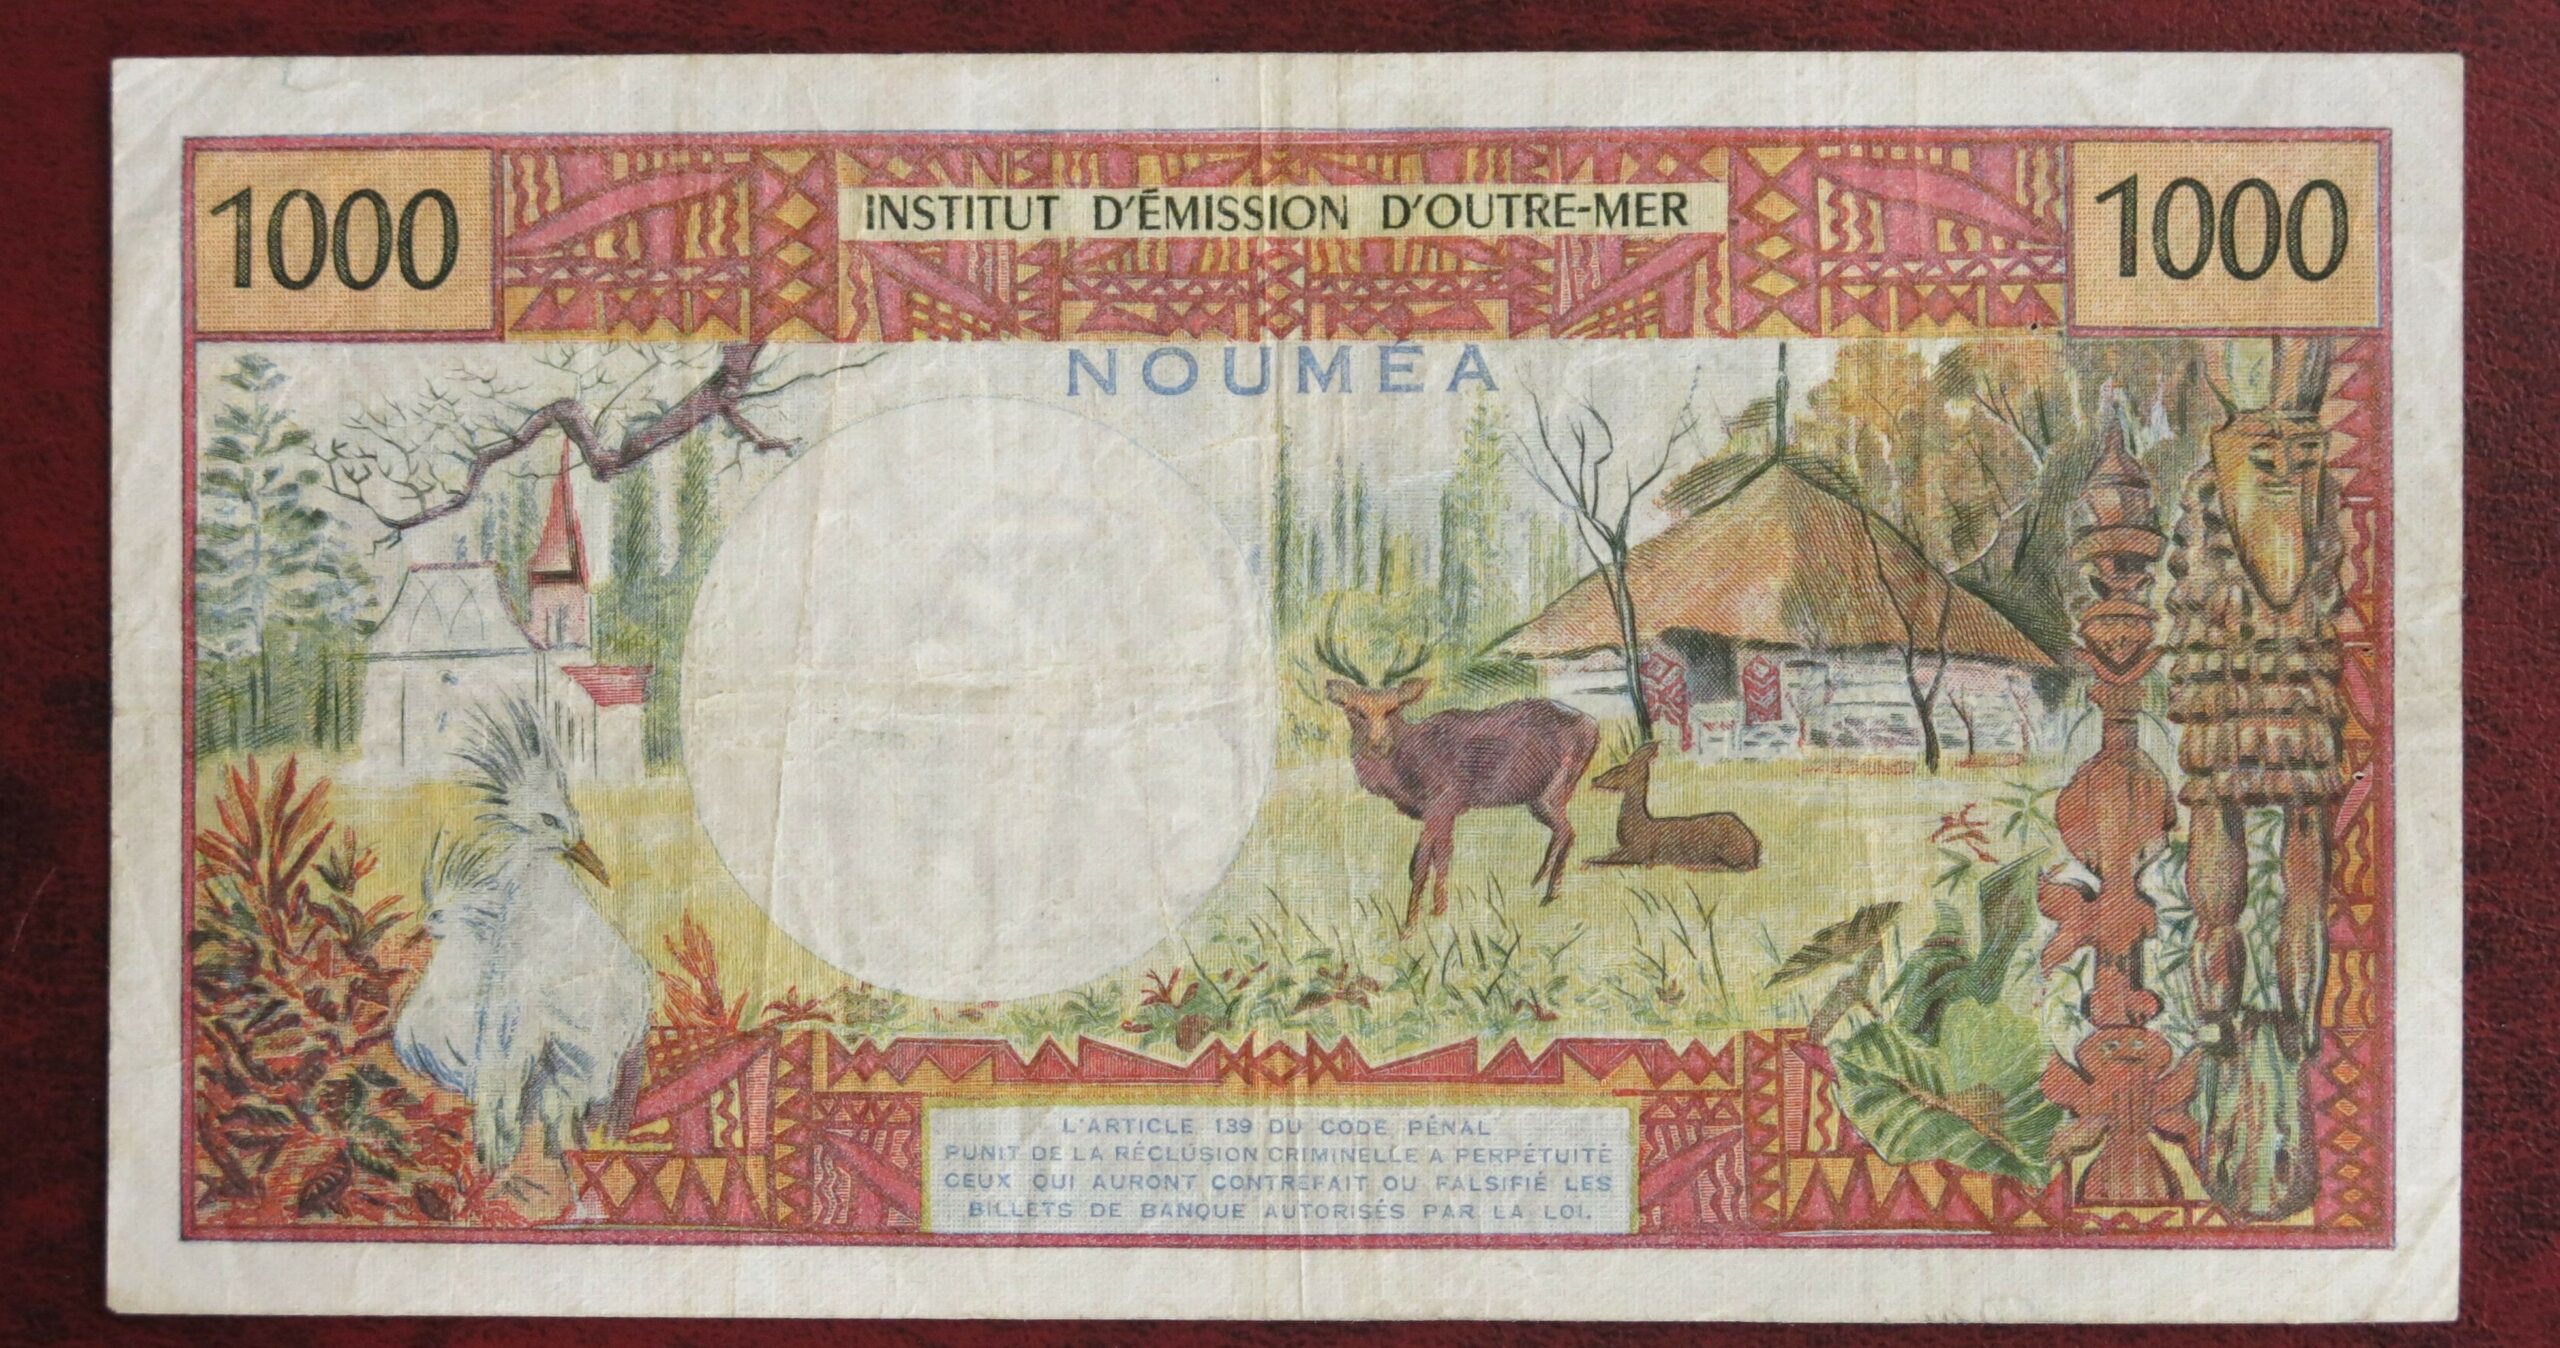 1000
INSTITUT D'ÉMISSION D'OUTRE-MER
1000
NOUMÉA
L'ARTICLE 139 DU CODE PÉNAL
PUNIT DE LA RÉCLUSION CRIMINELLE A PERPÉTUITÉ
CEUX QUI AURONT CONTREFAIT OU FALSIFIÉ LES
BILLETS DE BANQUE AUTORISÉS PAR LA LOI.